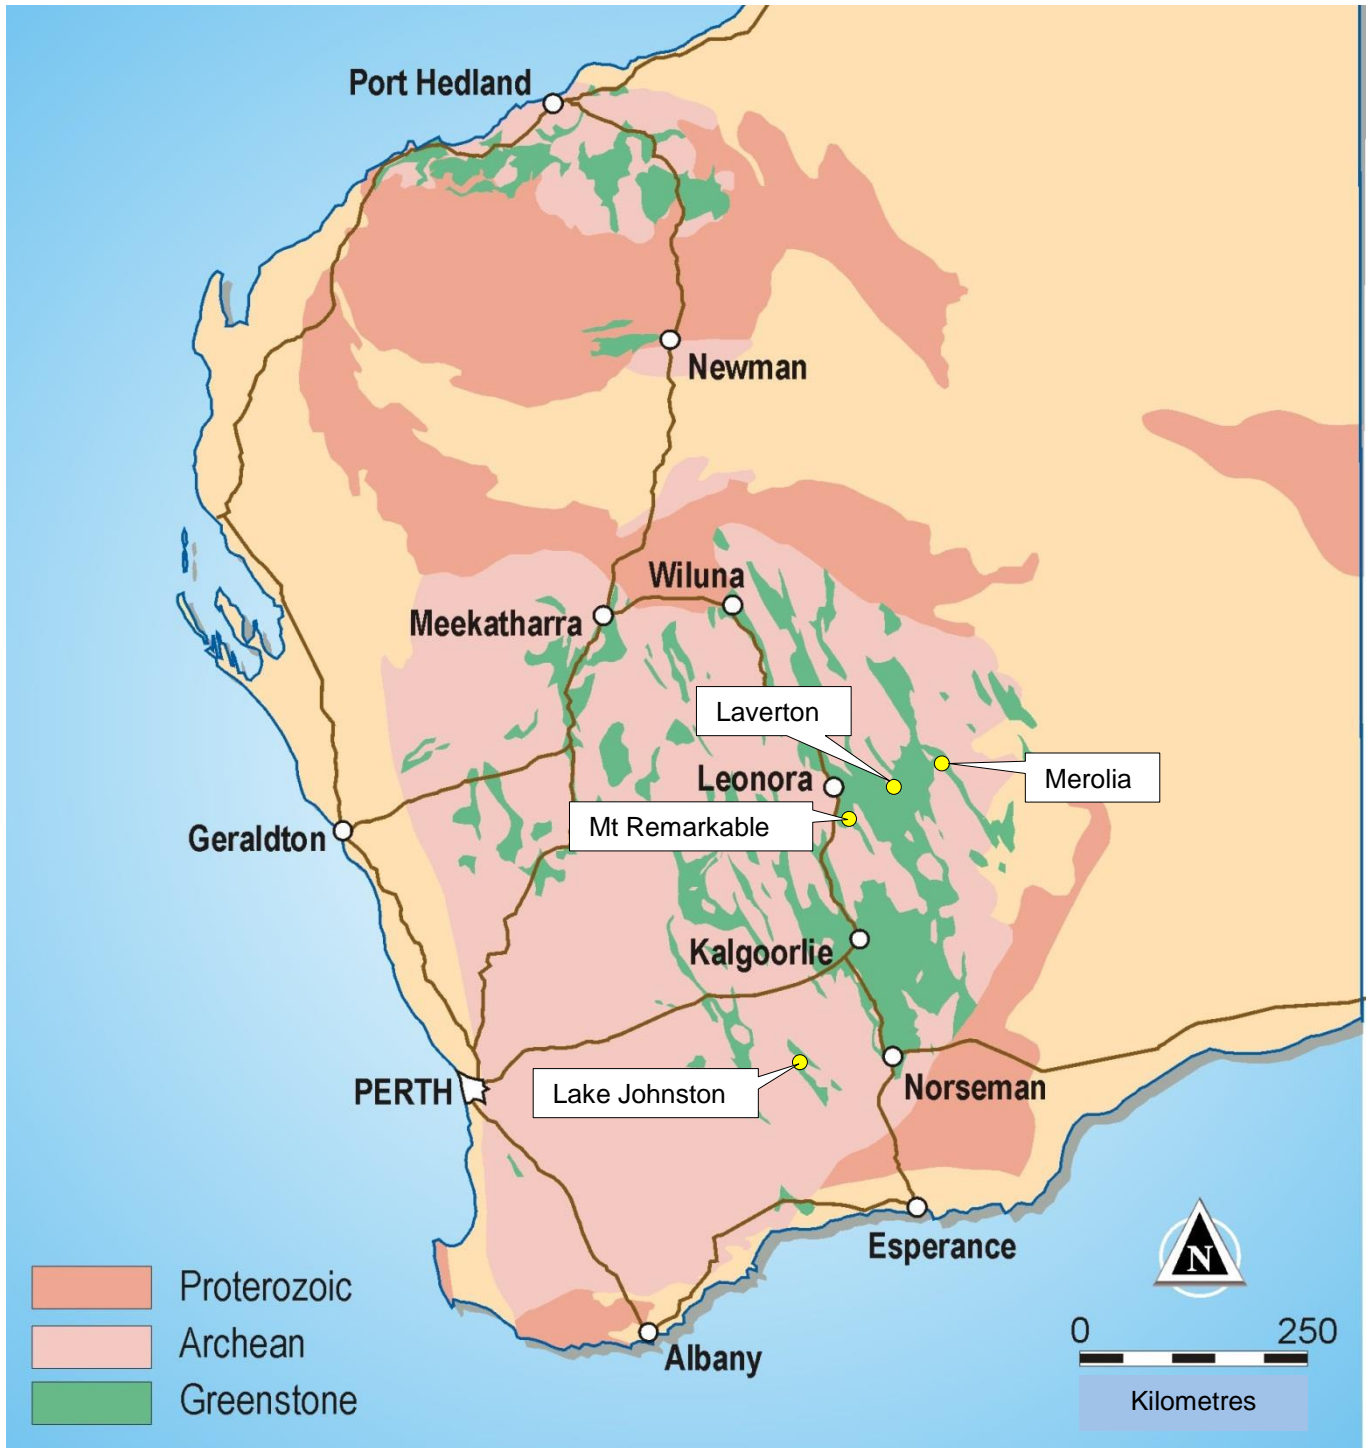 Port Hedland
Newman
Wiluna
Meekatharra
Laverton
Leonora
Merolia
Mt Remarkable
Geraldton
Kalgoorlie
PERTH
Lake Johnston
Norseman
Esperance
N
Proterozoic
Archean
Greenstone
Albany
0 250
Kilometres